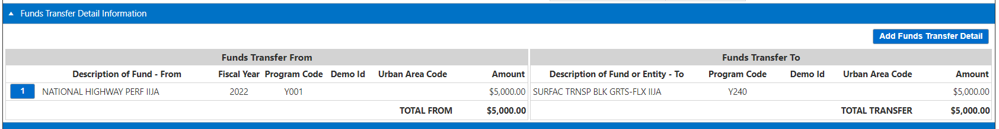 Funds Transfer Detail Information
Add Funds Transfer Detail
Funds Transfer From Funds Transfer To
Description of Fund - From Fiscal Year Program Code Demo Id Urban Area Code Amount Description of Fund or Entity - To Program Code Demo Id Urban Area Code Amount
1 NATIONAL HIGHWAY PERF IIJA 2022 Y001 $5,000.00 SURFAC TRNSP BLK GRTS-FLX IIJA Y240 $5,000.00
TOTAL FROM $5,000.00 TOTAL TRANSFER $5,000.00